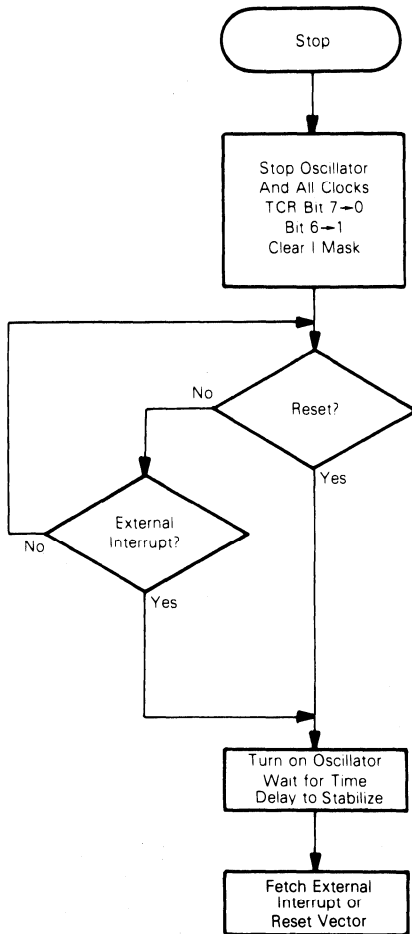 Stop
Stop Oscillator
And All Clocks
TCR Bit 7→0
Bit 6→1
Clear I Mask
No
Reset?
Yes
External
Interrupt?
No
Yes
Turn on Oscillator
Wait for Time
Delay to Stabilize
Fetch External
Interrupt or
Reset Vector